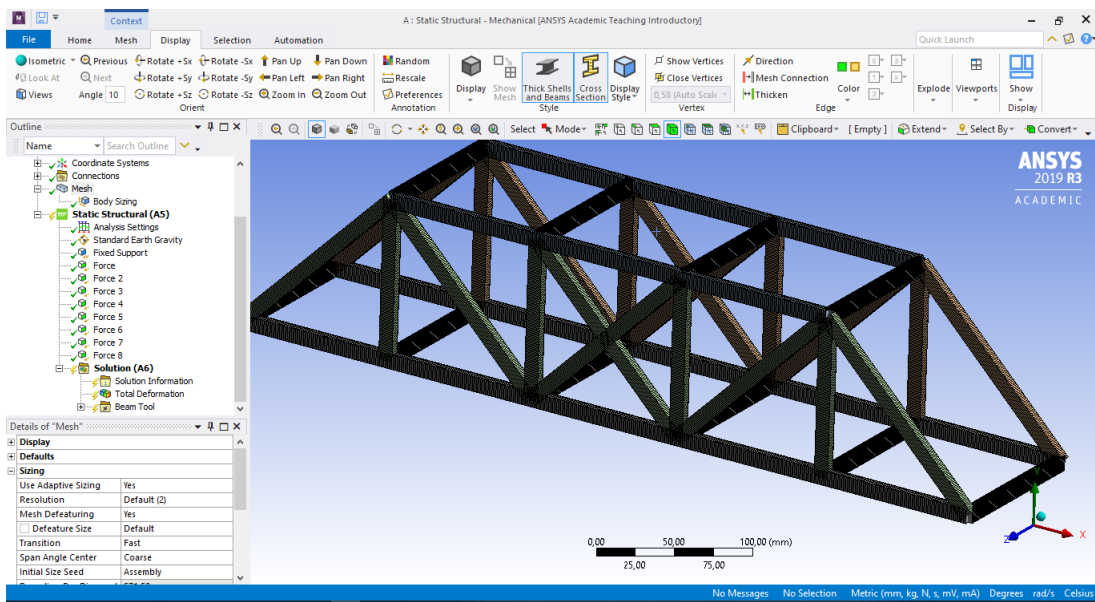 A : Static Structural - Mechanical [ANSYS Academic Teaching Introductory]
Context
File Home Mesh Display Selection Automation
Quick Launch
Isometric Previous Rotate +Sx Rotate -Sx Pan Up Pan Down
Look At Next Rotate +Sy Rotate -Sy Pan Left Pan Right
Views Angle 10 Rotate +Sz Rotate -Sz Zoom In Zoom Out
Orient
Random
Rescale
Preferences
Annotation
Display Show Mesh Thick Shells and Beams Cross Section Display Style
Style
Show Vertices
Close Vertices
0,58 (Auto Scale
Vertex
Direction
Mesh Connection
Thicken
Color
Edge
Explode Viewports Show
Display
Outline
Name Search Outline
Select Mode Clipboard [ Empty ] Extend Select By Convert
Coordinate Systems
Connections
Mesh
Body Sizing
Static Structural (A5)
Analysis Settings
Standard Earth Gravity
Fixed Support
Force
Force 2
Force 3
Force 4
Force 5
Force 6
Force 7
Force 8
Solution (A6)
Solution Information
Total Deformation
Beam Tool
Details of "Mesh"
Display
Defaults
Sizing
Use Adaptive Sizing Yes
Resolution Default (2)
Mesh Defeaturing Yes
Defeature Size Default
Transition Fast
Span Angle Center Coarse
Initial Size Seed Assembly
ANSYS
2019 R3
ACADEMIC
0,00 50,00 100,00 (mm)
25,00 75,00
Y
X
Z
No Messages No Selection Metric (mm, kg, N, s, mV, mA) Degrees rad/s Celsius